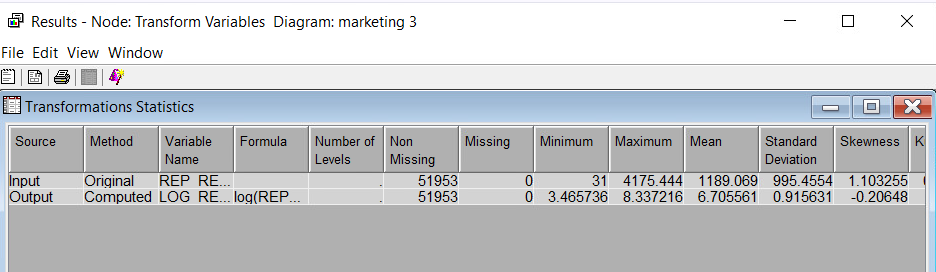 Results - Node: Transform Variables  Diagram: marketing 3
File Edit View Window
Transformations Statistics
Source Method Variable Name Formula Number of Levels Non Missing Missing Minimum Maximum Mean Standard Deviation Skewness K
Input Original REP_RE... . 51953 0 31 4175.444 1189.069 995.4554 1.103255
Output Computed LOG_RE... log(REP... . 51953 0 3.465736 8.337216 6.705561 0.915631 -0.20648